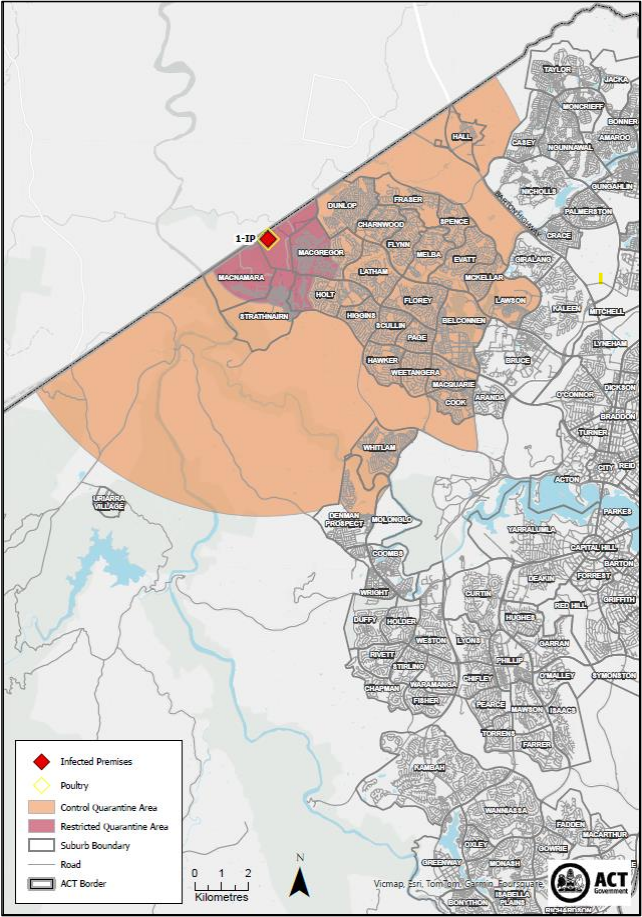 TAYLOR
JACKA
MONCRIEFF
BONNER
HALL
AMAROO
CASEY
NGUNNAWAL
NICHOLLS
GUNGAHLIN
DUNLOP
FRASER
PALMERSTON
SPENCE
CHARNWOOD
1-IP
CRACE
FLYNN
MACGREGOR
MELBA
EVATT
GIRALANG
LATHAM
MACNAMARA
MCKELLAR
HOLT
FLOREY
LAWSON
KALEEN
MITCHELL
STRATHNAIRN
HIGGINS
BELCONNEN
SCULLIN
PAGE
LYNEHAM
HAWKER
BRUCE
WEETANGERA
MACQUARIE
DICKSON
ARANDA
O'CONNOR
COOK
BRADDON
TURNER
WHITLAM
CITY
REID
ACTON
URIARRA
VILLAGE
DENMAN
PROSPECT
MOLONGLO
PARKES
YARRALUMLA
CAPITAL HILL
COOMBS
BARTON
DEAKIN
FORREST
WRIGHT
CURTIN
GRIFFITH
RED HILL
DUFFY
HOLDER
HUGHES
WESTON
LYONS
GARRAN
RIVETT
STIRLING
PHILLIP
CHIFLEY
O'MALLEY
SYMONSTON
CHAPMAN
WARAMANGA
FISHER
PEARCE
MAWSON
ISAACS
TORRENS
FARRER
KAMBAH
WANNIASSA
FADDEN
MACARTHUR
OXLEY
GOWRIE
GREENWAY
MONASH
BONYTHON
ISABELLA
PLAINS
RICHARDSON
Infected Premises
Poultry
Control Quarantine Area
Restricted Quarantine Area
Suburb Boundary
Road
ACT Border
0 1 2
Kilometres
N
Vicmap, Esri, TomTom, Garmin, Foursquare,
ACT
Government